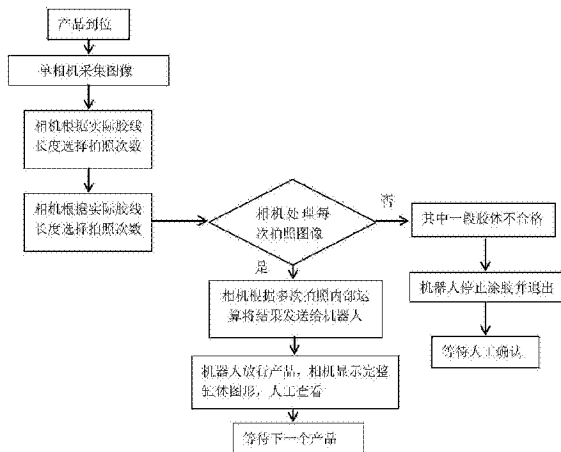 产品到位
单相机采集图像
相机根据实际胶线
长度选择拍照次数
相机根据实际胶线
长度选择拍照次数
相机处理每
次拍照图像
否
其中一段胶体不合格
机器人停止涂胶并退出
等待人工确认
是
相机根据多次拍照内部运
算将结果发送给机器人
机器人放行产品，相机显示完整
缸体图形，人工查看
等待下一个产品